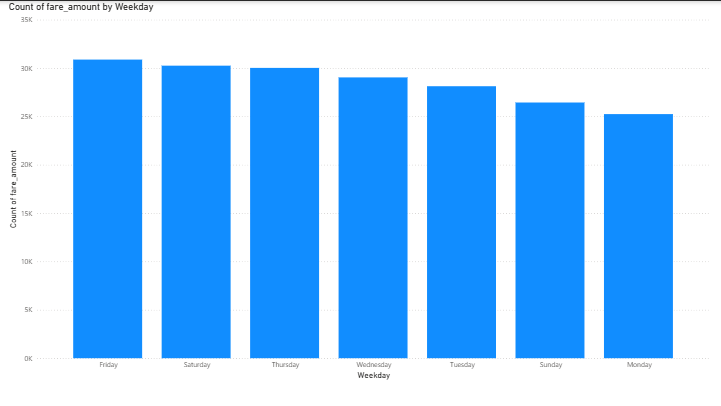 Count of fare_amount by Weekday
Count of fare_amount
35K
30K
25K
20K
15K
10K
5K
0K
Friday Saturday Thursday Wednesday Tuesday Sunday Monday
Weekday